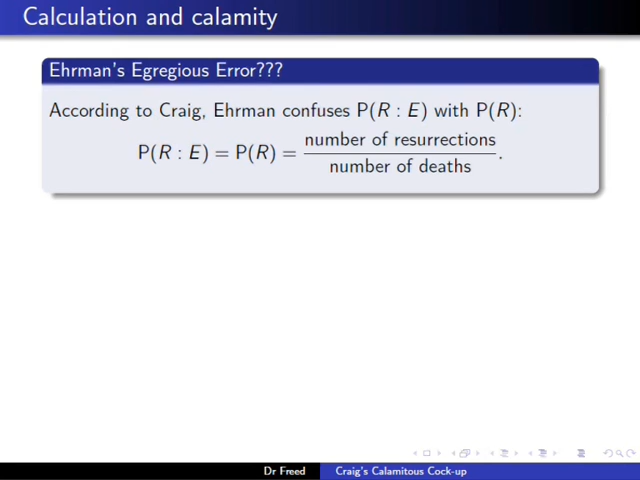 Calculation and calamity
Ehrman's Egregious Error???
According to Craig, Ehrman confuses P(R : E) with P(R):
P(R : E) = P(R) = number of resurrections / number of deaths.
Dr Freed
Craig's Calamitous Cock-up